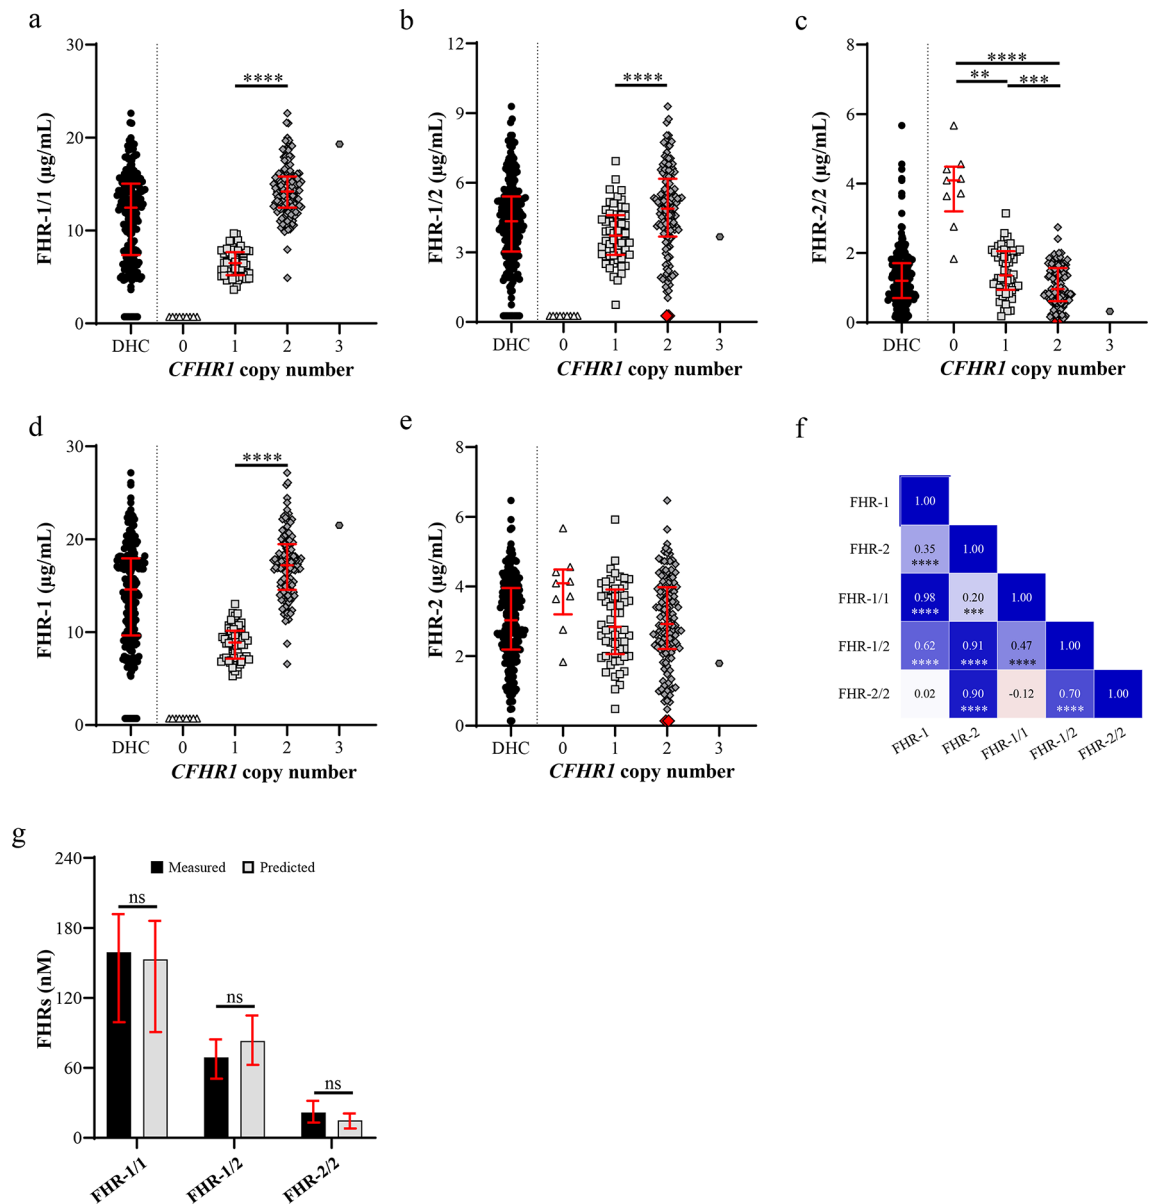 a
FHR-1/1 (µg/mL)
30
20
10
0
****
DHC 0 1 2 3
CFHR1 copy number
b
FHR-1/2 (µg/mL)
12
9
6
3
0
****
DHC 0 1 2 3
CFHR1 copy number
c
FHR-2/2 (µg/mL)
8
6
4
2
0
****
** ***
DHC 0 1 2 3
CFHR1 copy number
d
FHR-1 (µg/mL)
30
20
10
0
****
DHC 0 1 2 3
CFHR1 copy number
e
FHR-2 (µg/mL)
8
6
4
2
0
DHC 0 1 2 3
CFHR1 copy number
f
FHR-1 1.00
FHR-2 0.35 1.00
****
FHR-1/1 0.98 0.20 1.00
**** ***
FHR-1/2 0.62 0.91 0.47 1.00
**** **** ****
FHR-2/2 0.02 0.90 -0.12 0.70 1.00
**** ****
FHR-1 FHR-2 FHR-1/1 FHR-1/2 FHR-2/2
g
FHRs (nM)
240
180
120
60
0
Measured Predicted
ns
ns
ns
FHR-1/1 FHR-1/2 FHR-2/2